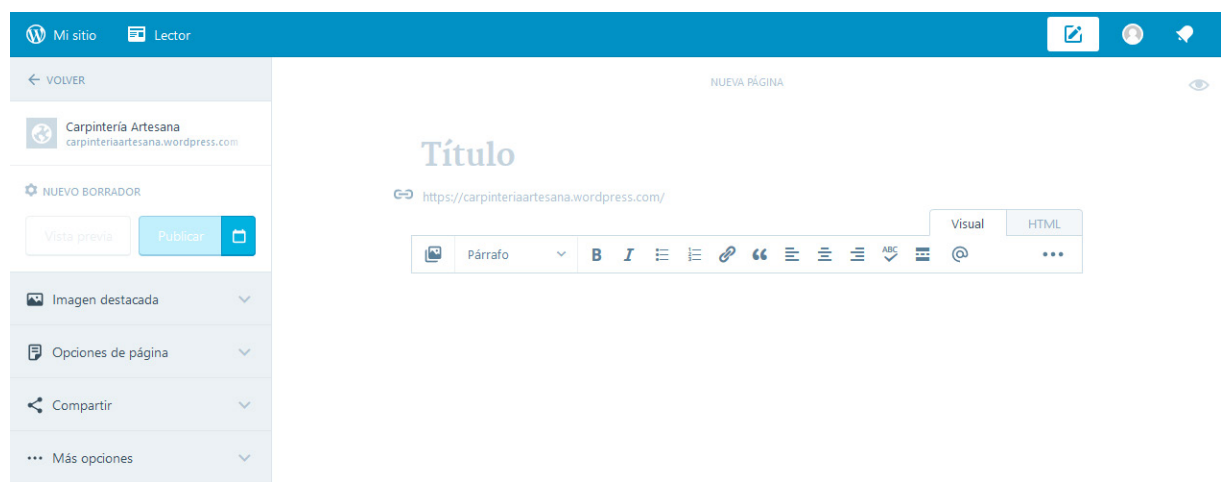 Mi sitio
Lector
VOLVER
NUEVA PÁGINA
Carpintería Artesana
carpinteriaartesana.wordpress.com
Título
NUEVO BORRADOR
https://carpinteriaartesana.wordpress.com/
Vista previa
Publicar
Visual
HTML
Párrafo
B
I
ABC
Imagen destacada
Opciones de página
Compartir
Más opciones